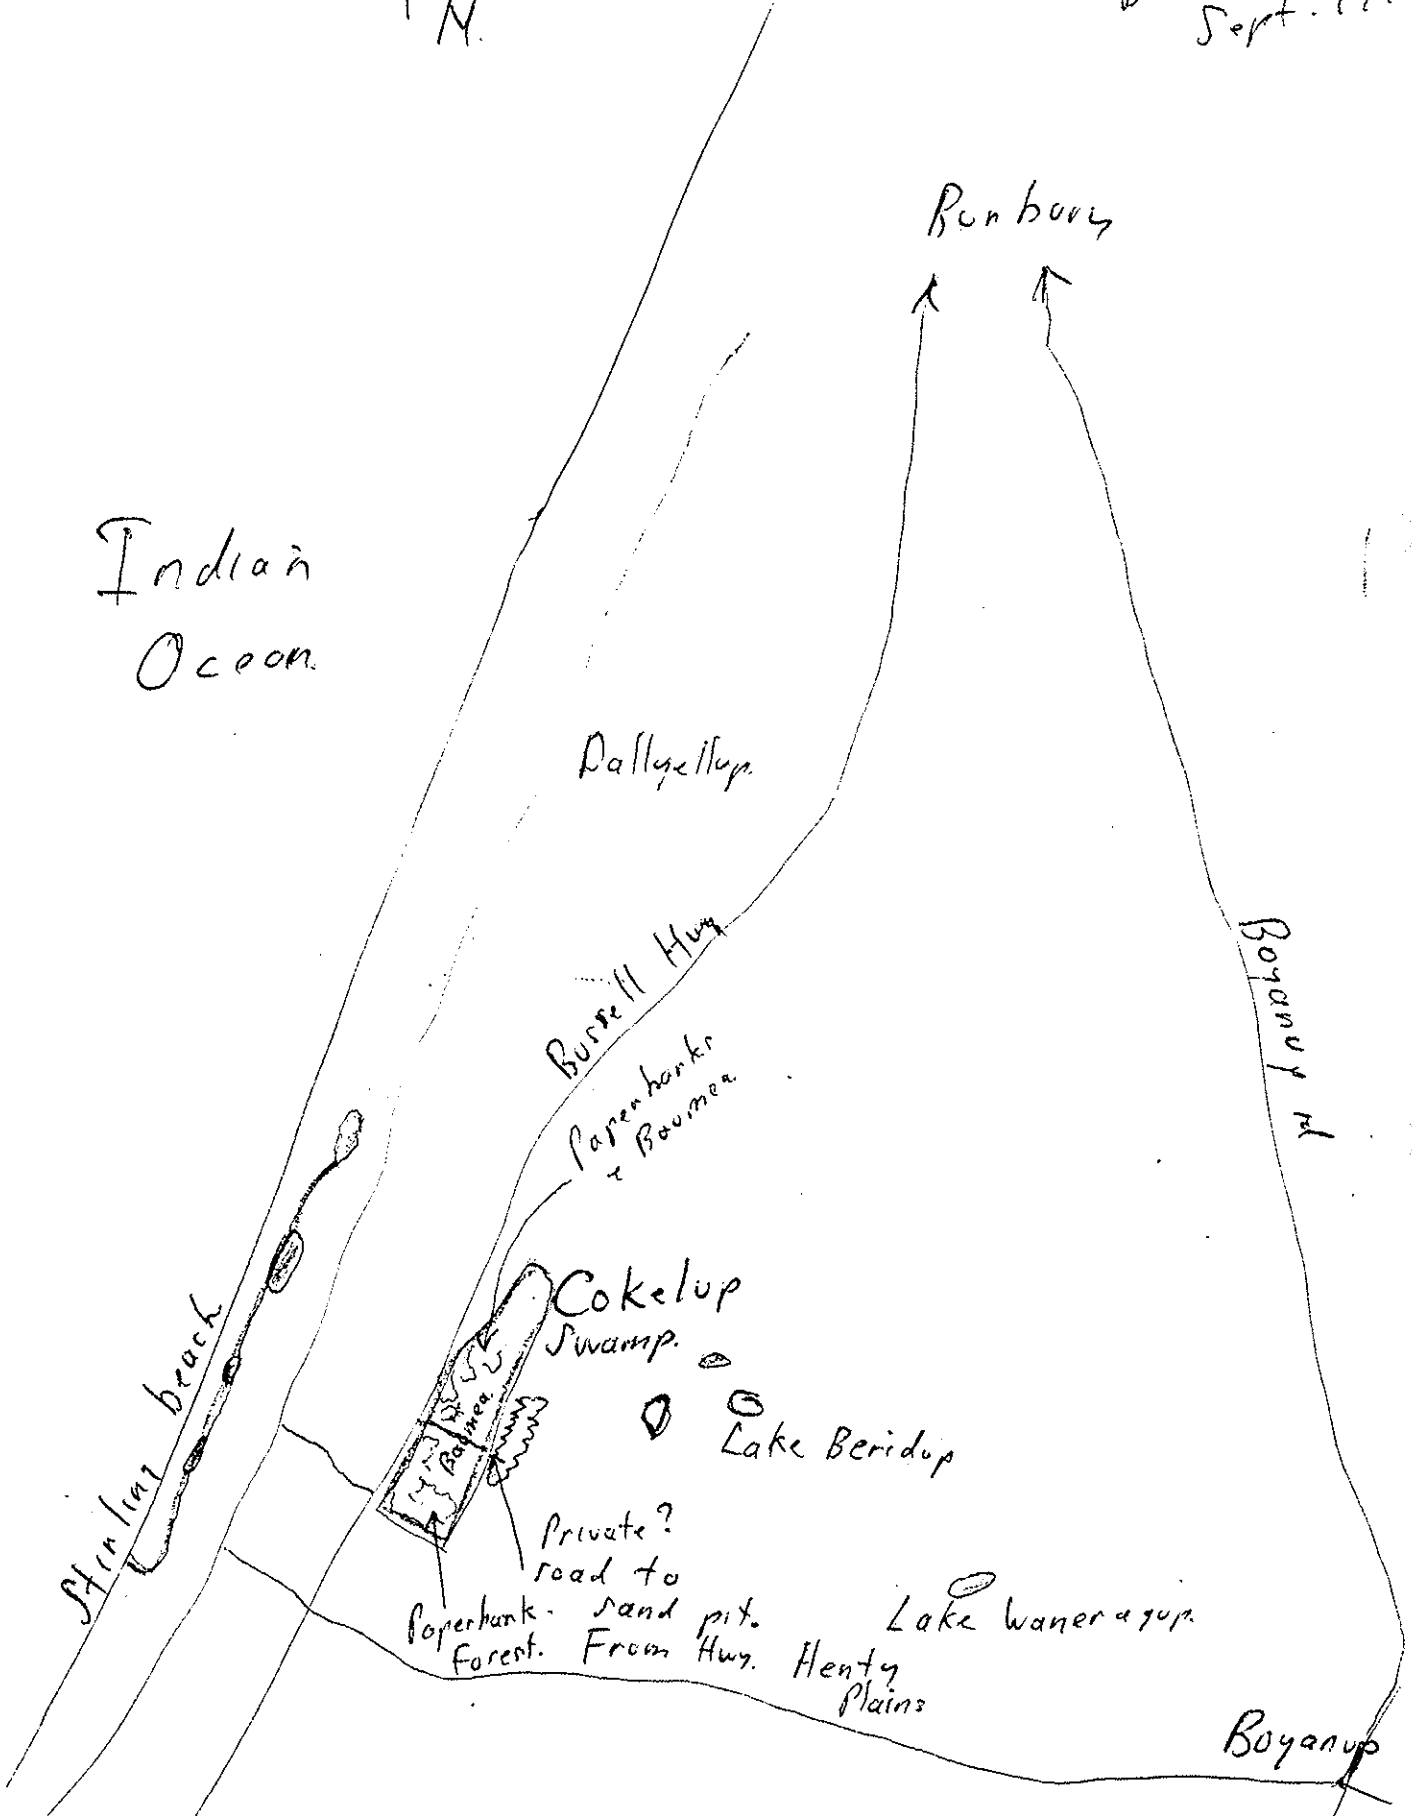 N.
Sept.
Bunbury
Indian
Ocean
Dallyellup.
Bussell Hwy
Boyanup rd
Paperbarks
& Baumea.
Cokelup
Swamp.
Baumea.
Stirling beach
Lake Beridup
Private?
road to
sand pit.
From Hwy.
Paperbark
Forest.
Lake Waneragup.
Henty
Plains
Boyanup